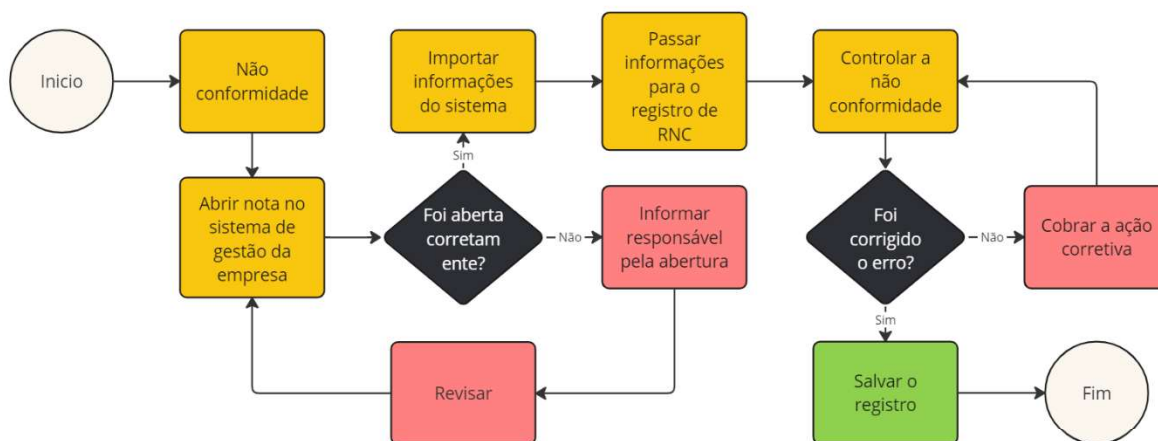 Inicio
Não
conformidade
Abrir nota no
sistema de
gestão da
empresa
Foi aberta
corretam
ente?
Sim
Importar
informações
do sistema
Passar
informações
para o
registro de
RNC
Controlar a
não
conformidade
Não
Informar
responsável
pela abertura
Revisar
Foi
corrigido
o erro?
Não
Cobrar a ação
corretiva
Sim
Salvar o
registro
Fim